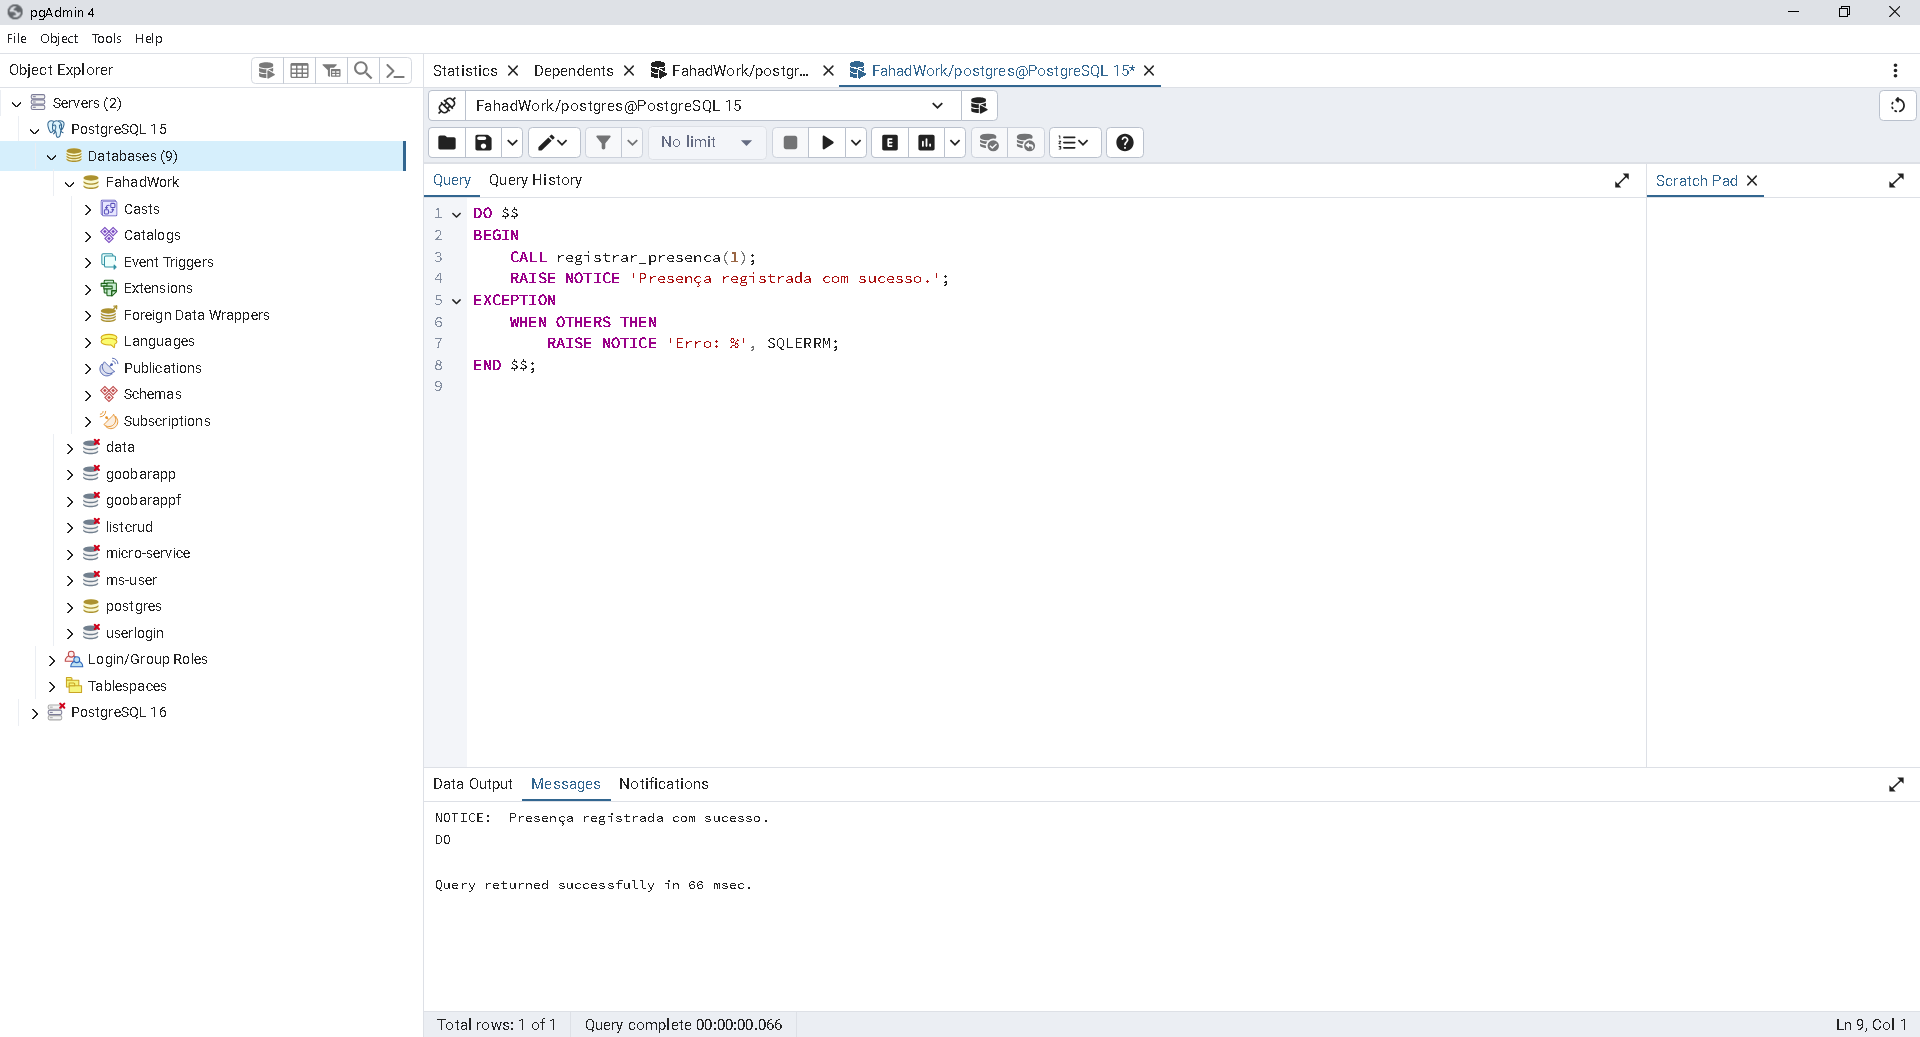 pgAdmin 4
File Object Tools Help
Object Explorer
Servers (2)
PostgreSQL 15
Databases (9)
FahadWork
Casts
Catalogs
Event Triggers
Extensions
Foreign Data Wrappers
Languages
Publications
Schemas
Subscriptions
data
goobarapp
goobarappf
listcrud
micro-service
ms-user
postgres
userlogin
Login/Group Roles
Tablespaces
PostgreSQL 16
Statistics Dependents FahadWork/postgr... FahadWork/postgres@PostgreSQL 15*
FahadWork/postgres@PostgreSQL 15
No limit E
Query Query History
1 DO $$
2 BEGIN
3 CALL registrar_presenca(1);
4 RAISE NOTICE 'Presença registrada com sucesso.';
5 EXCEPTION
6 WHEN OTHERS THEN
7 RAISE NOTICE 'Erro: %', SQLERRM;
8 END $$;
9
Scratch Pad
Data Output Messages Notifications
NOTICE:  Presença registrada com sucesso.
DO
Query returned successfully in 66 msec.
Total rows: 1 of 1 Query complete 00:00:00.066 Ln 9, Col 1